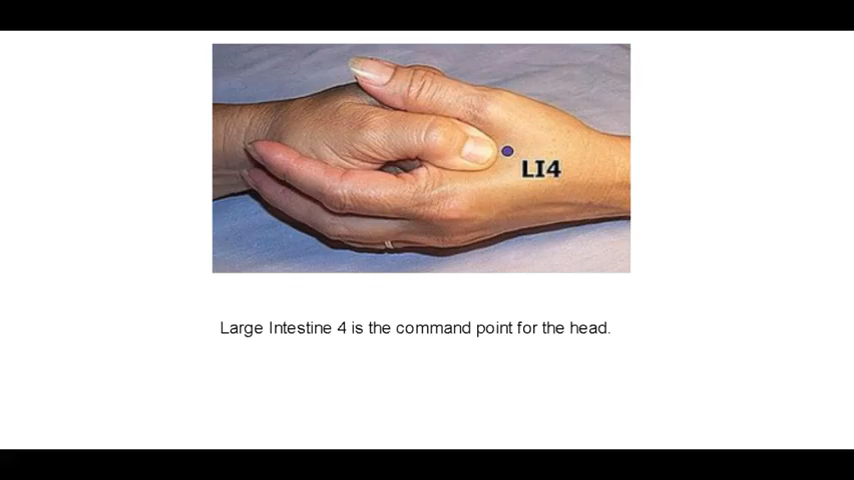 LI4
Large Intestine 4 is the command point for the head.